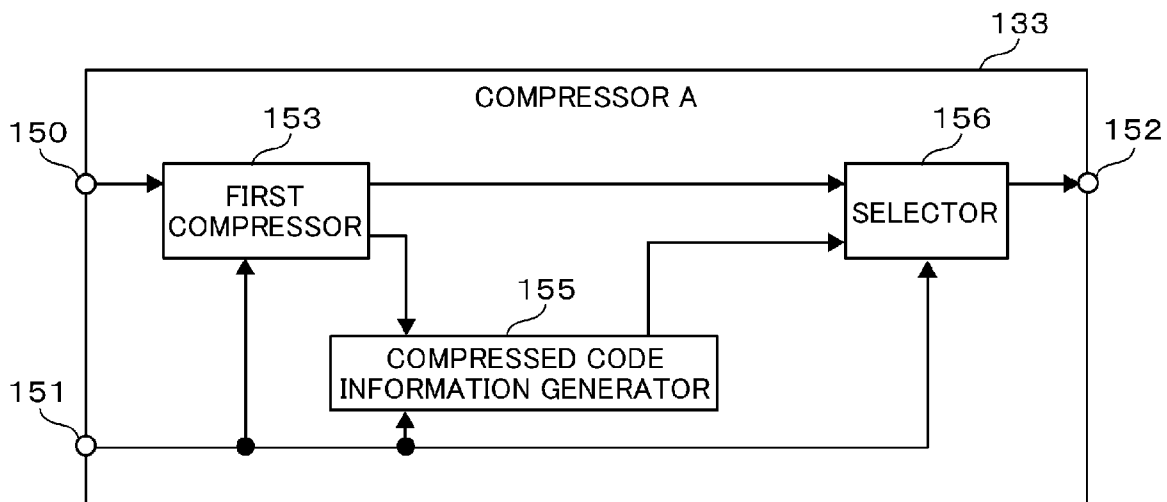 133
COMPRESSOR A
150
153
156
152
FIRST
COMPRESSOR
SELECTOR
155
COMPRESSED CODE
INFORMATION GENERATOR
151